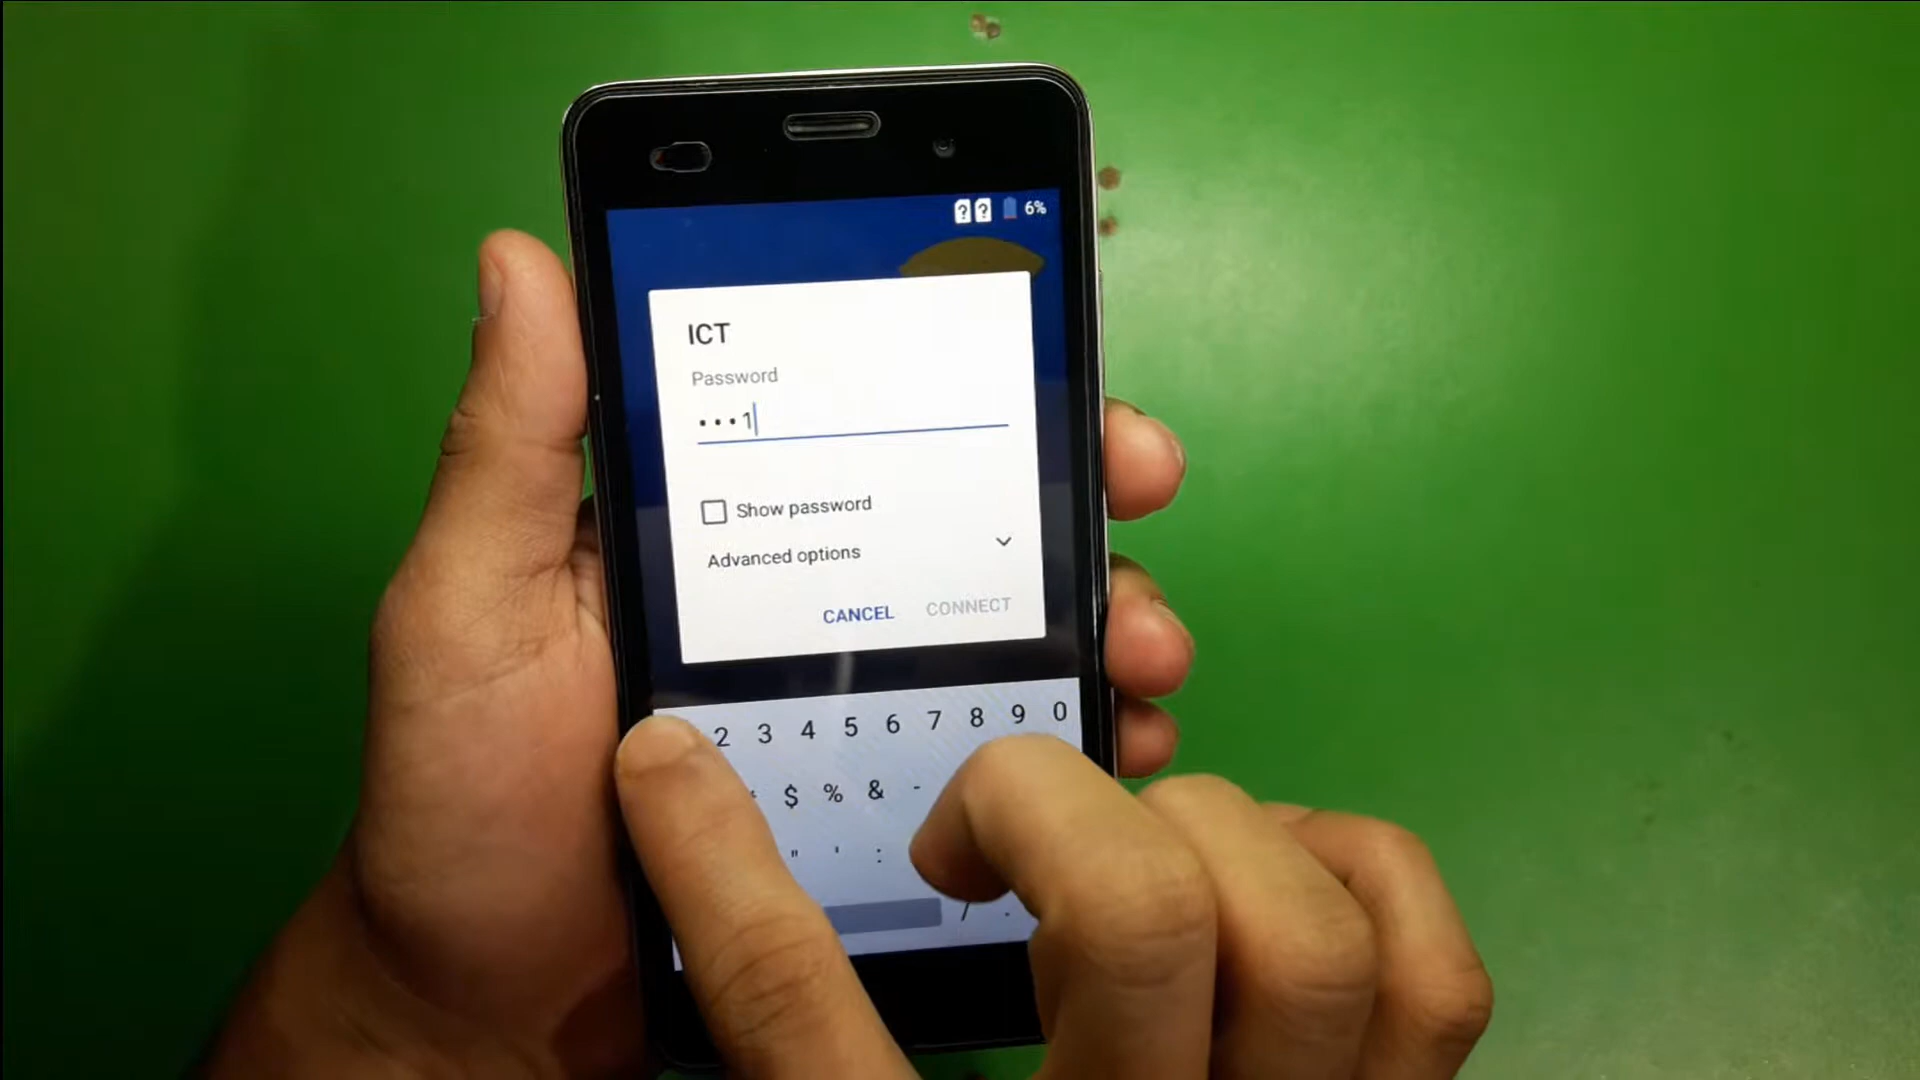 ? ? 6%
ICT
Password
•••1
Show password
Advanced options
CANCEL CONNECT
2 3 4 5 6 7 8 9 0
$ % & -
" ' :
/ .